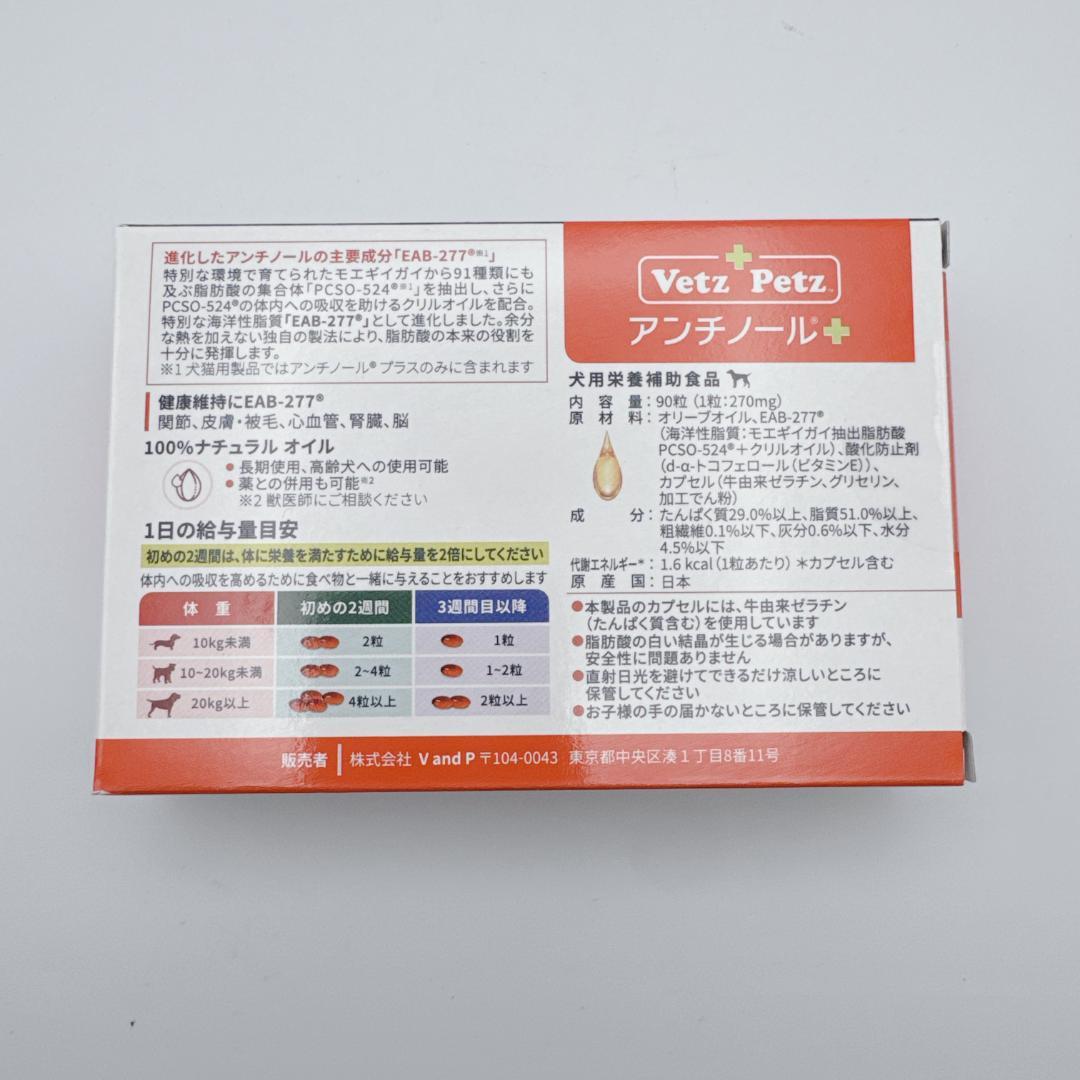 進化したアンチノールの主要成分「EAB-277®※1」
特別な環境で育てられたモエギイガイから91種類にも
及ぶ脂肪酸の集合体「PCSO-524®※1」を抽出し、さらに
PCSO-524®の体内への吸収を助けるクリルオイルを配合。
特別な海洋性脂質「EAB-277®」として進化しました。余分
な熱を加えない独自の製法により、脂肪酸の本来の役割を
十分に発揮します。
※1 犬猫用製品ではアンチノール® プラスのみに含まれます
健康維持にEAB-277®
関節、皮膚・被毛、心血管、腎臓、脳
100%ナチュラル オイル
● 長期使用、高齢犬への使用可能
● 薬との併用も可能※2
※2 獣医師にご相談ください
1日の給与量目安
初めの2週間は、体に栄養を満たすために給与量を2倍にしてください
体内への吸収を高めるために食べ物と一緒に与えることをおすすめします
体 重 初めの2週間 3週間目以降
10kg未満 2粒 1粒
10~20kg未満 2~4粒 1~2粒
20kg以上 4粒以上 2粒以上
Vetz Petz™
アンチノール®+
犬用栄養補助食品
内 容 量：90粒（1粒：270mg）
原 材 料：オリーブオイル、EAB-277®
（海洋性脂質：モエギイガイ抽出脂肪酸
PCSO-524®＋クリルオイル）、酸化防止剤
（d-α-トコフェロール（ビタミンE））、
カプセル（牛由来ゼラチン、グリセリン、
加工でん粉）
成 分：たんぱく質29.0%以上、脂質51.0%以上、
粗繊維0.1%以下、灰分0.6%以下、水分
4.5%以下
代謝エネルギー*：1.6 kcal（1粒あたり）＊カプセル含む
原 産 国：日本
●本製品のカプセルには、牛由来ゼラチン
（たんぱく質含む）を使用しています
●脂肪酸の白い結晶が生じる場合がありますが、
安全性に問題ありません
●直射日光を避けてできるだけ涼しいところに
保管してください
●お子様の手の届かないところに保管してください
販売者 株式会社 V and P 〒104-0043 東京都中央区湊1丁目8番11号